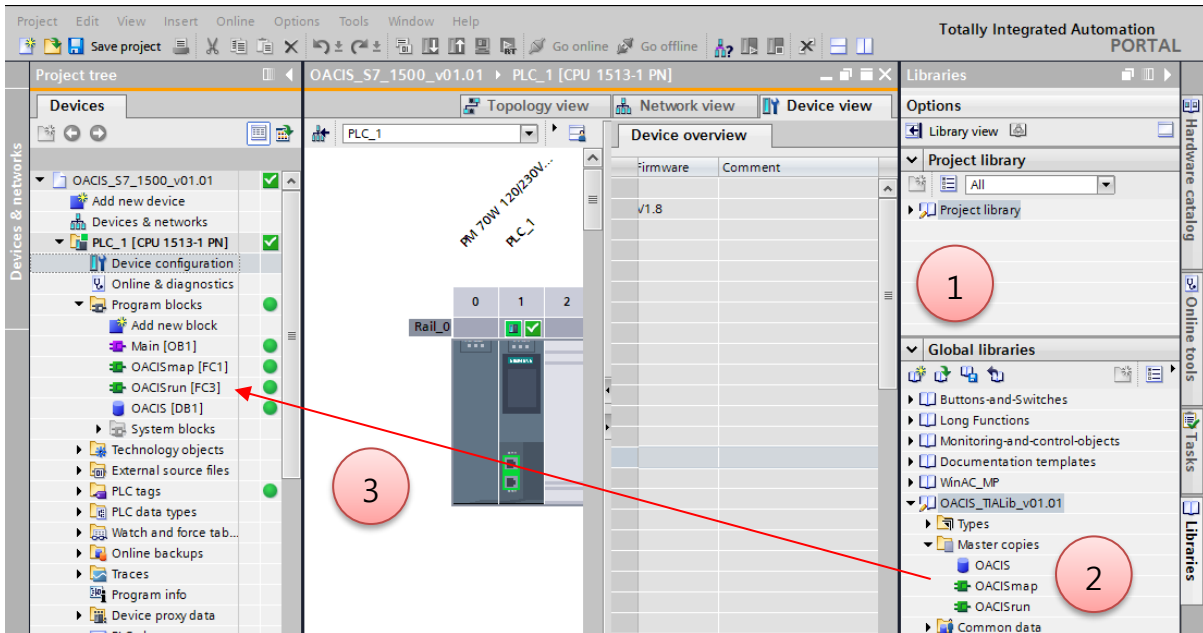 Project Edit View Insert Online Options Tools Window Help
Totally Integrated Automation
PORTAL
Save project Go online Go offline
Devices & networks
Project tree
Devices
OACIS_S7_1500_v01.01
Add new device
Devices & networks
PLC_1 [CPU 1513-1 PN]
Device configuration
Online & diagnostics
Program blocks
Add new block
Main [OB1]
OACISmap [FC1]
OACISrun [FC3]
OACIS [DB1]
System blocks
Technology objects
External source files
PLC tags
PLC data types
Watch and force tab...
Online backups
Traces
Program info
Device proxy data
OACIS_S7_1500_v01.01 PLC_1 [CPU 1513-1 PN]
Topology view Network view Device view
PLC_1
PM 70W 120/230V...
PLC_1
0 1 2
Rail_0
SIEMENS
3
Device overview
Firmware Comment
V1.8
Libraries
Options
Library view
Project library
All
Project library
1
Global libraries
Buttons-and-Switches
Long Functions
Monitoring-and-control-objects
Documentation templates
WinAC_MP
OACIS_TIALib_v01.01
Types
Master copies
OACIS
OACISmap
OACISrun
Common data
2
Hardware catalog
Online tools
Tasks
Libraries